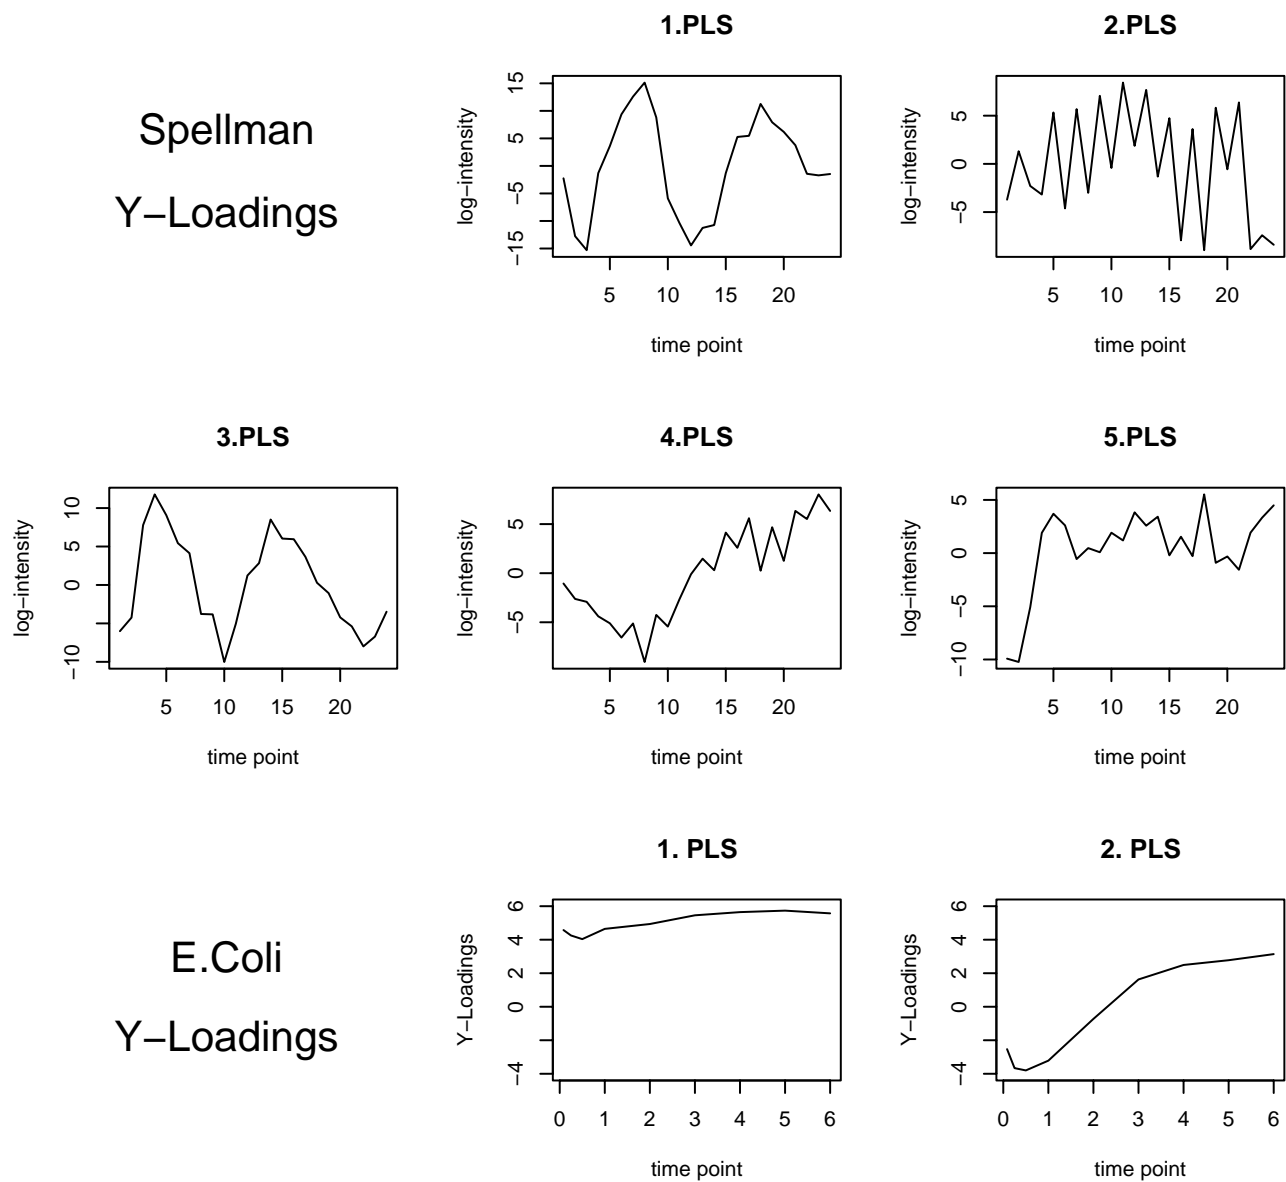 1.PLS
2.PLS
Spellman
Y−Loadings
log−intensity
15
5
−5
−15
5 10 15 20
time point
log−intensity
5
0
−5
5 10 15 20
time point
3.PLS
4.PLS
5.PLS
log−intensity
10
5
0
−10
5 10 15 20
time point
log−intensity
5
0
−5
5 10 15 20
time point
log−intensity
5
0
−5
−10
5 10 15 20
time point
1. PLS
2. PLS
E.Coli
Y−Loadings
Y−Loadings
6
4
2
0
−4
0 1 2 3 4 5 6
time point
Y−Loadings
6
4
2
0
−4
0 1 2 3 4 5 6
time point